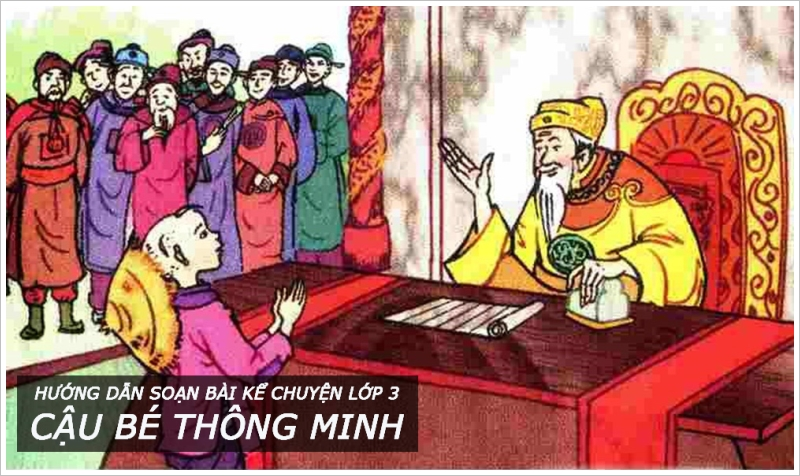 HƯỚNG DẪN SOẠN BÀI KỂ CHUYỆN LỚP 3
CẬU BÉ THÔNG MINH